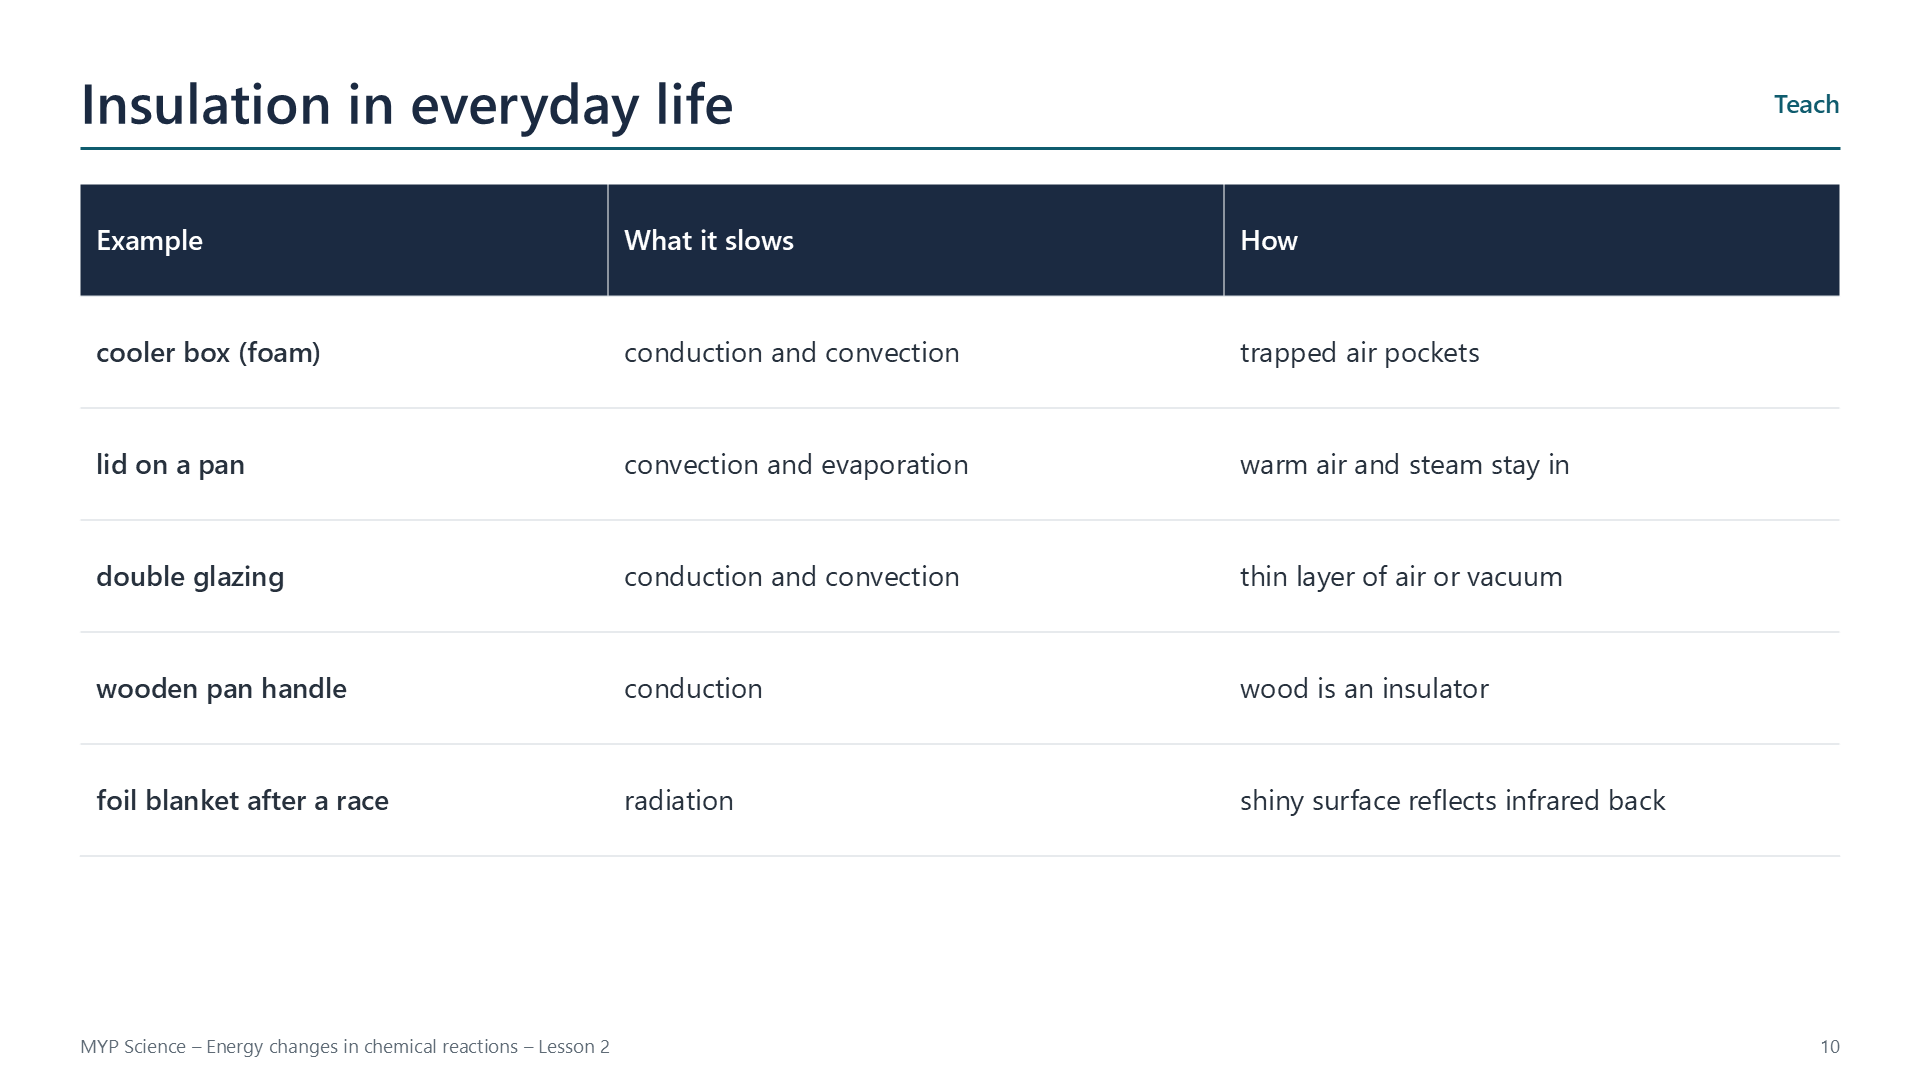 Insulation in everyday life
Teach
Example What it slows How
cooler box (foam) conduction and convection trapped air pockets
lid on a pan convection and evaporation warm air and steam stay in
double glazing conduction and convection thin layer of air or vacuum
wooden pan handle conduction wood is an insulator
foil blanket after a race radiation shiny surface reflects infrared back
MYP Science – Energy changes in chemical reactions – Lesson 2
10